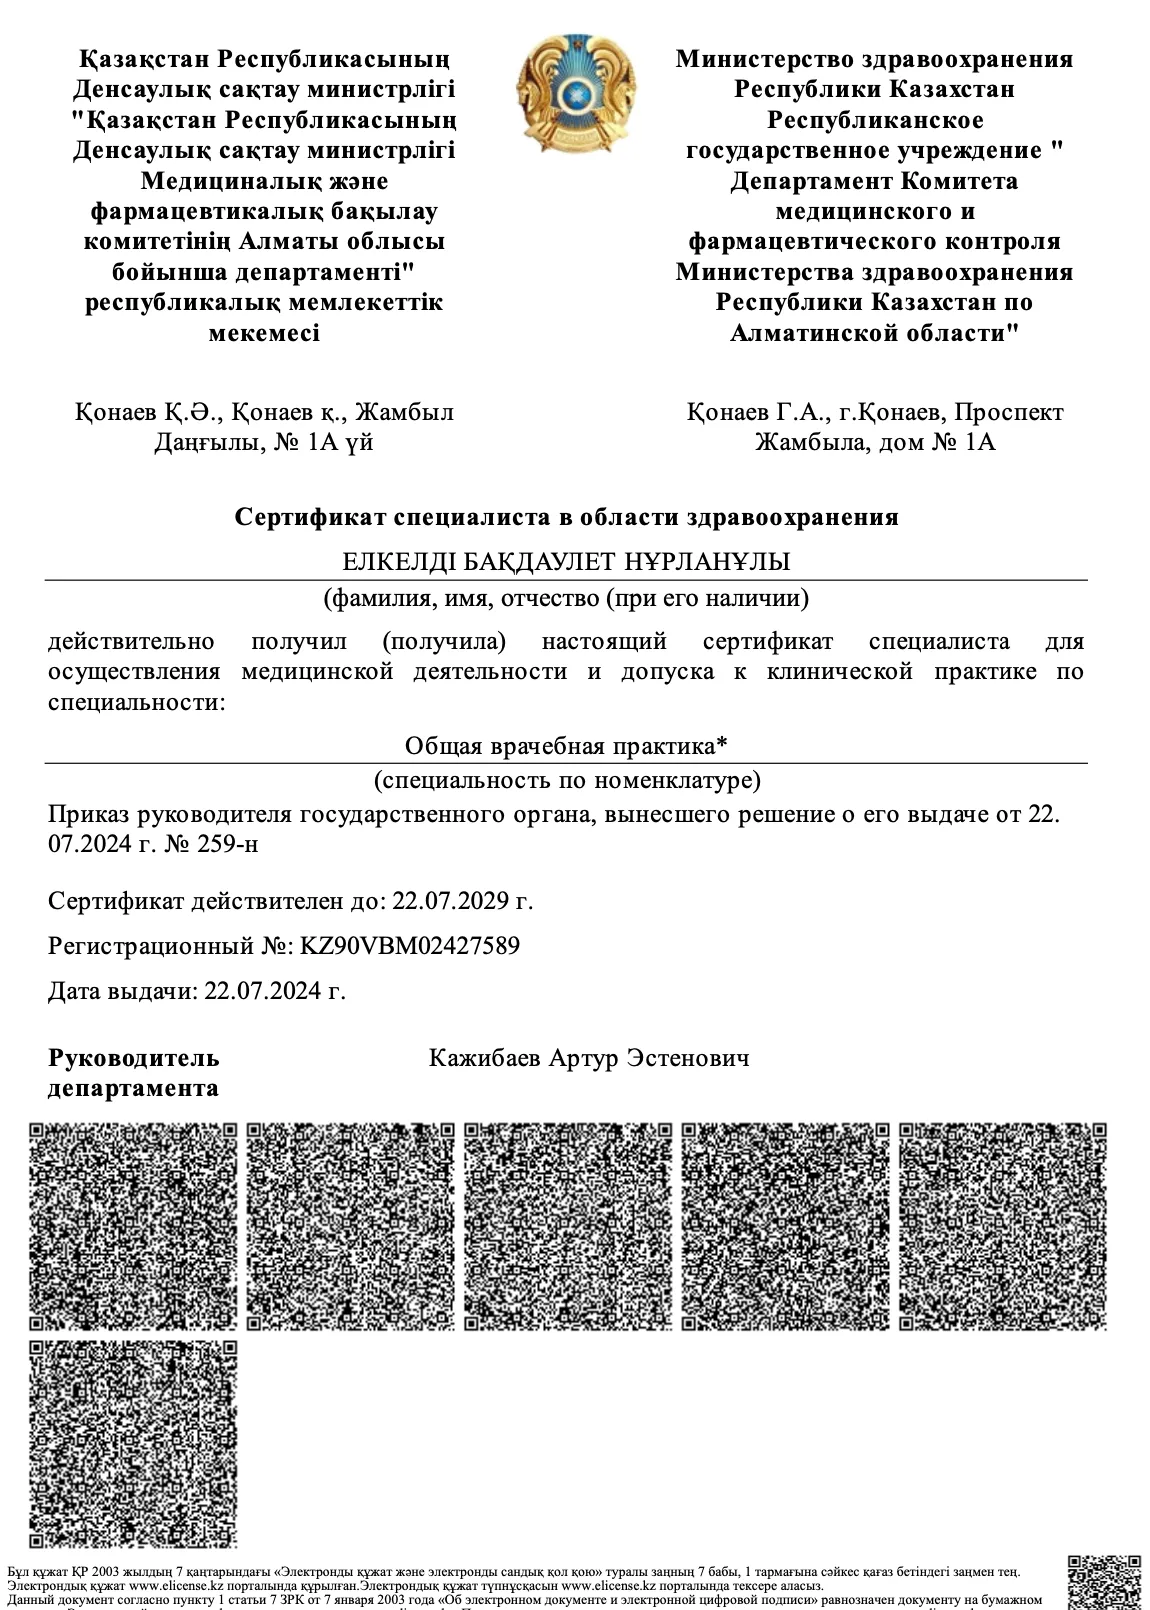 Қазақстан Республикасының
Денсаулық сақтау министрлігі
"Қазақстан Республикасының
Денсаулық сақтау министрлігі
Медициналық және
фармацевтикалық бақылау
комитетінің Алматы облысы
бойынша департаменті"
республикалық мемлекеттік
мекемесі
Министерство здравоохранения
Республики Казахстан
Республиканское
государственное учреждение "
Департамент Комитета
медицинского и
фармацевтического контроля
Министерства здравоохранения
Республики Казахстан по
Алматинской области"
Қонаев Қ.Ә., Қонаев қ., Жамбыл
Даңғылы, № 1А үй
Қонаев Г.А., г.Қонаев, Проспект
Жамбыла, дом № 1А
Сертификат специалиста в области здравоохранения
ЕЛКЕЛДІ БАҚДАУЛЕТ НҰРЛАНҰЛЫ
(фамилия, имя, отчество (при его наличии)
действительно получил (получила) настоящий сертификат специалиста для
осуществления медицинской деятельности и допуска к клинической практике по
специальности:
Общая врачебная практика*
(специальность по номенклатуре)
Приказ руководителя государственного органа, вынесшего решение о его выдаче от 22.
07.2024 г. № 259-н
Сертификат действителен до: 22.07.2029 г.
Регистрационный №: KZ90VBM02427589
Дата выдачи: 22.07.2024 г.
Руководитель
департамента
Кажибаев Артур Эстенович
Бұл құжат ҚР 2003 жылдың 7 қаңтарындағы «Электронды құжат және электронды сандық қол қою» туралы заңның 7 бабы, 1 тармағына сәйкес қағаз бетіндегі заңмен тең.
Электрондық құжат www.elicense.kz порталында құрылған.Электрондық құжат түпнұсқасын www.elicense.kz порталында тексере аласыз.
Данный документ согласно пункту 1 статьи 7 ЗРК от 7 января 2003 года «Об электронном документе и электронной цифровой подписи» равнозначен документу на бумажном